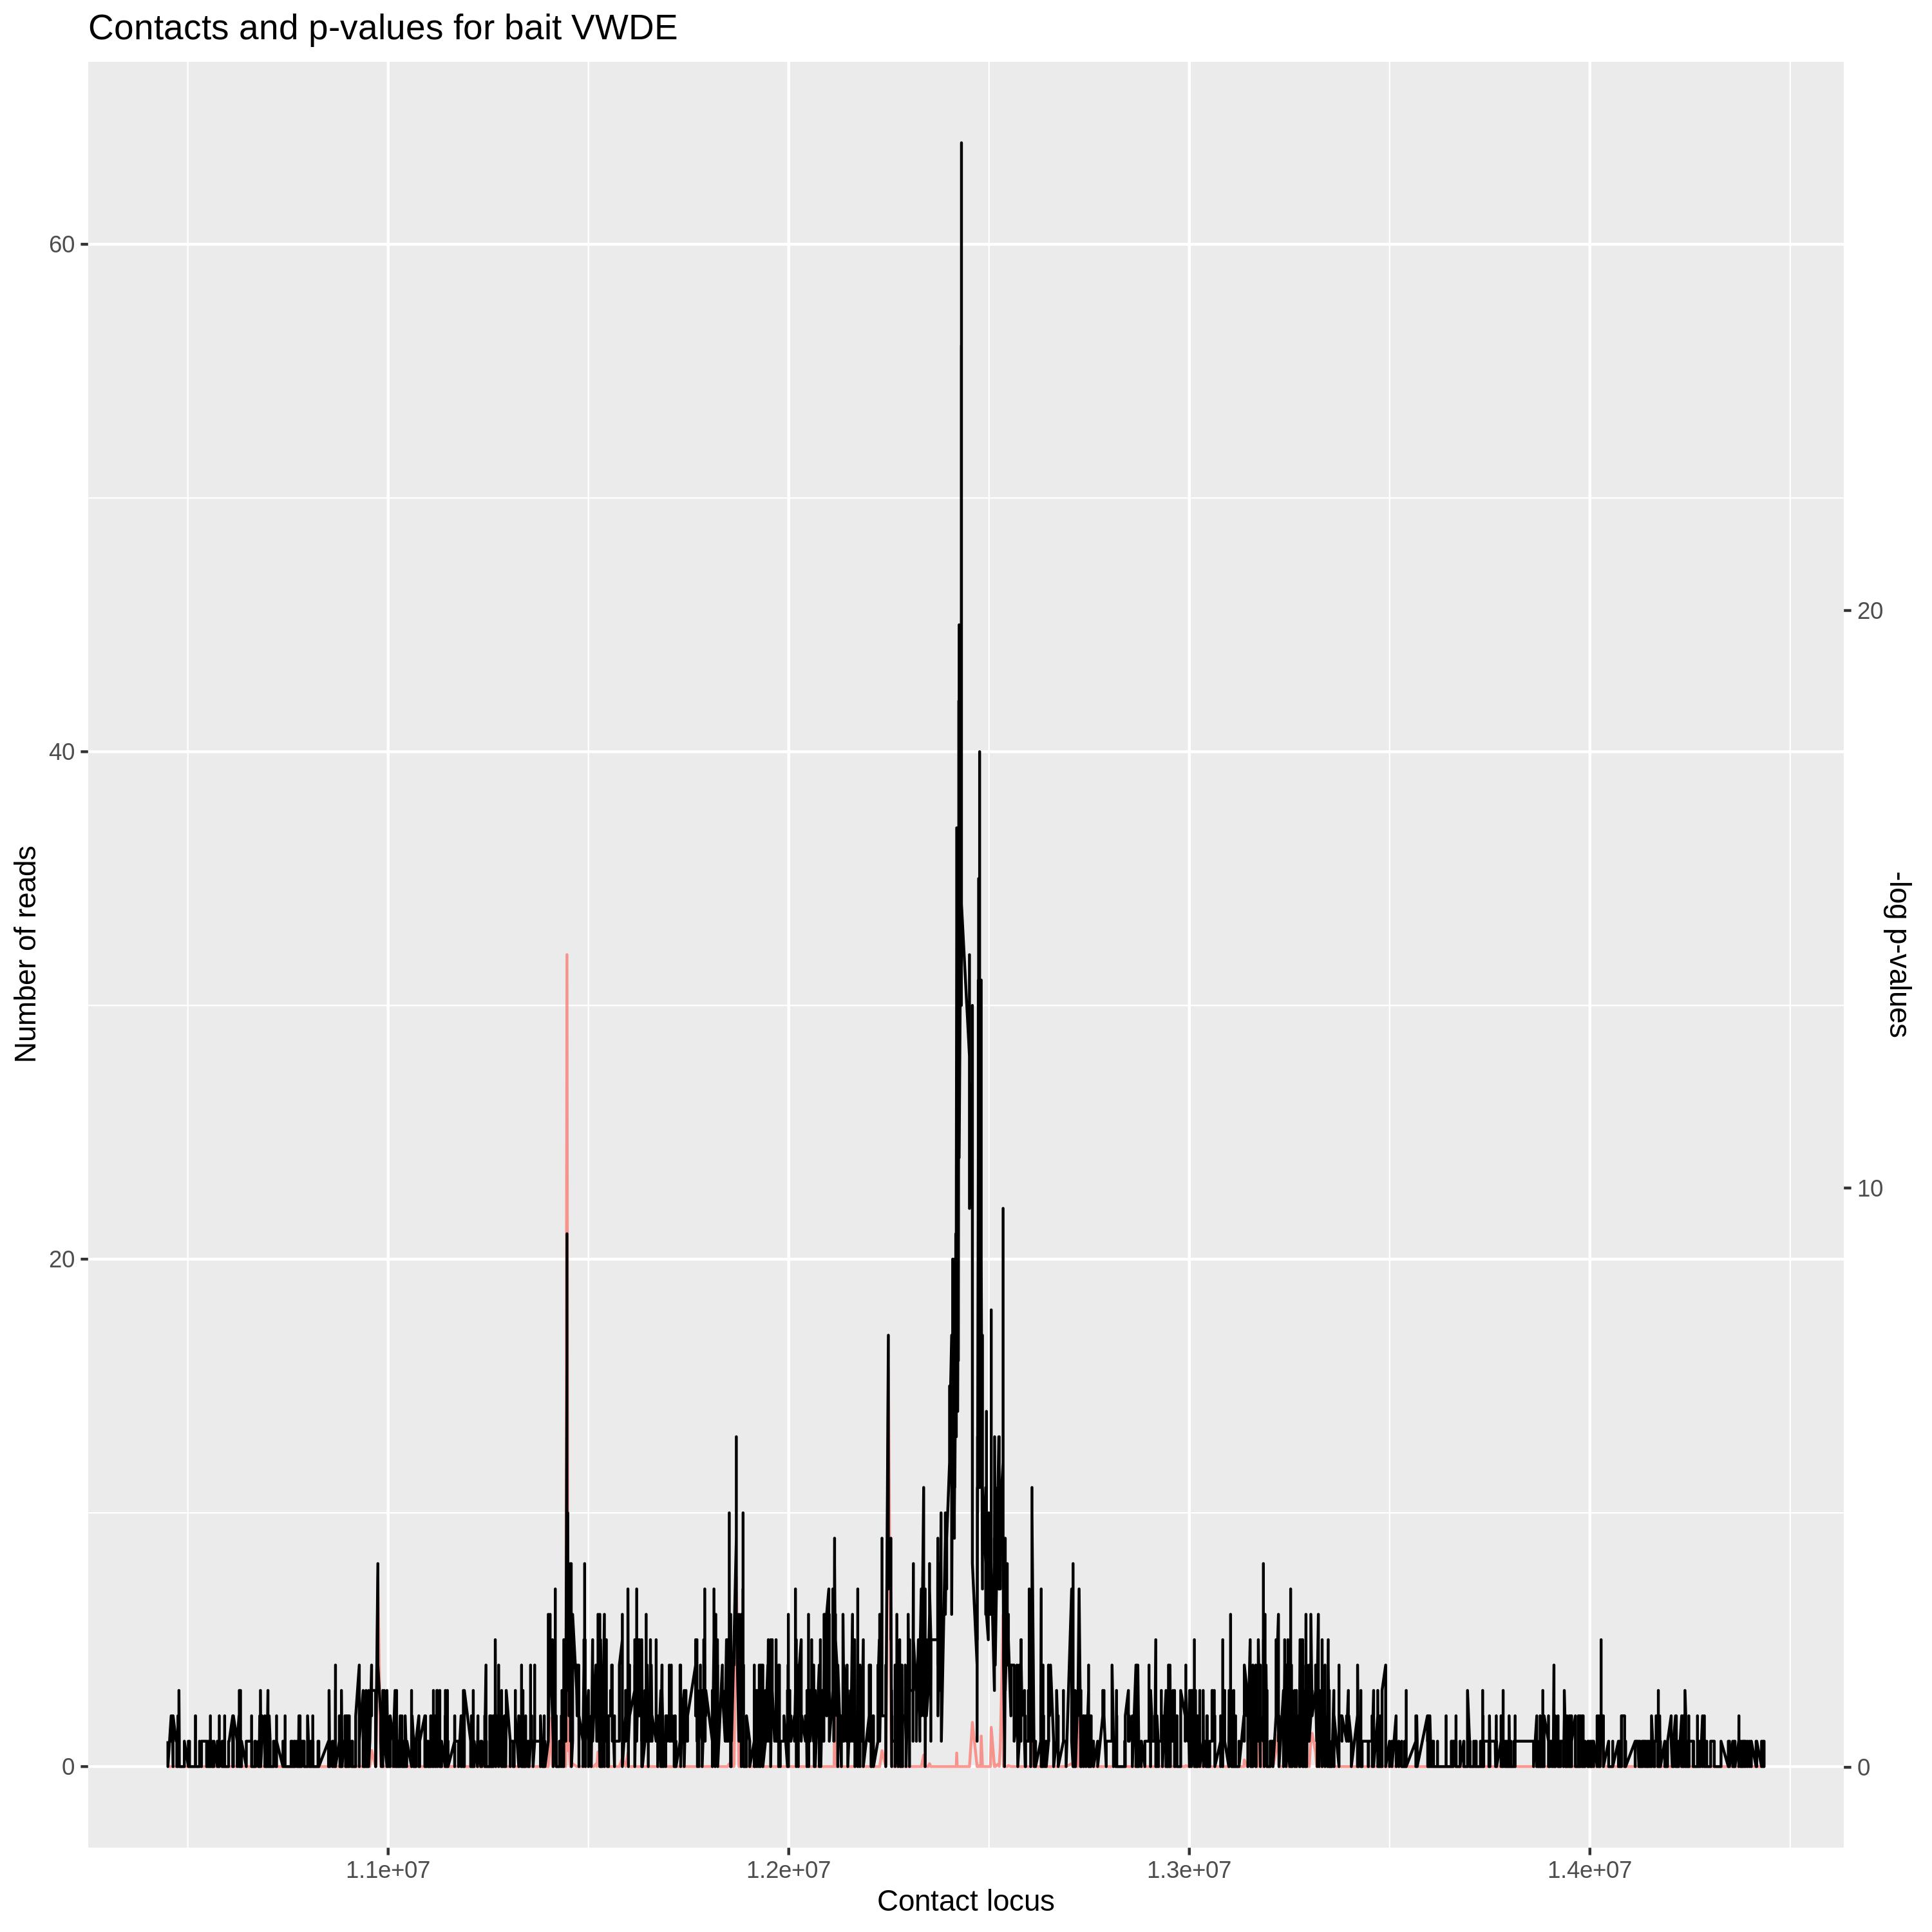 Contacts and p-values for bait VWDE
60
40
20
0
Number of reads
20
10
0
-log p-values
1.1e+07
1.2e+07
1.3e+07
1.4e+07
Contact locus